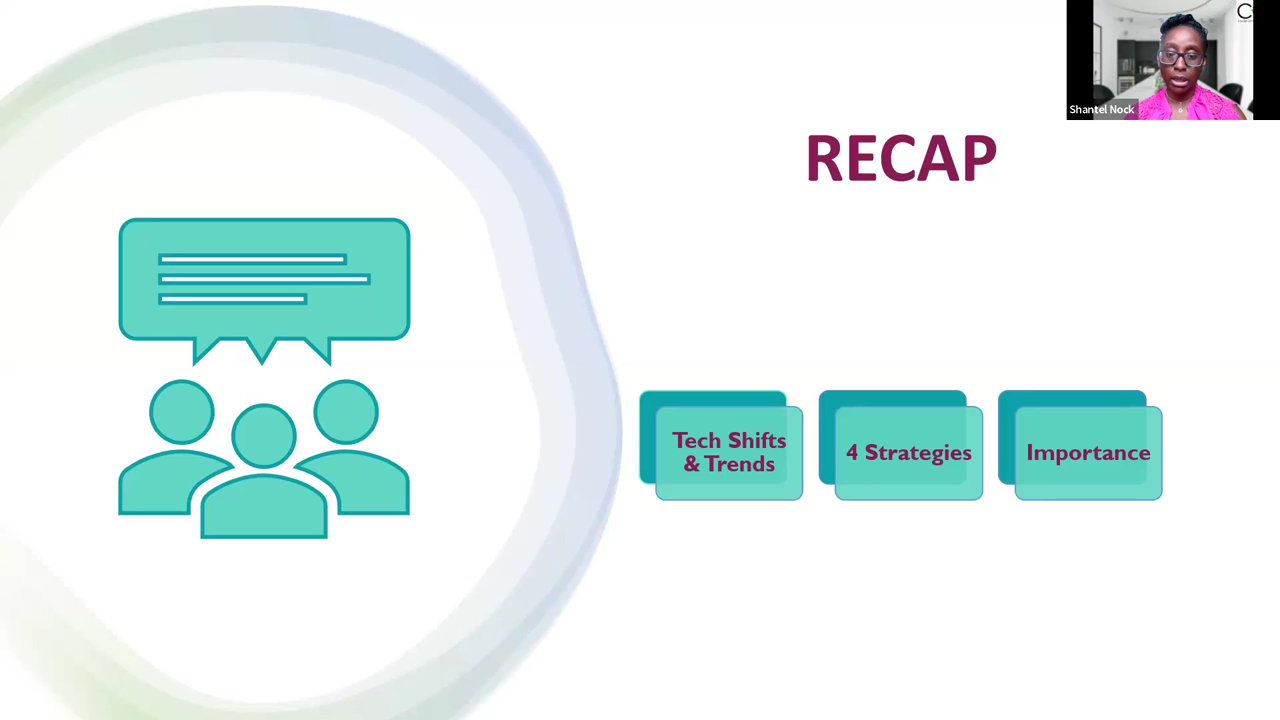 Shantel Nock
RECAP
Tech Shifts
& Trends
4 Strategies
Importance